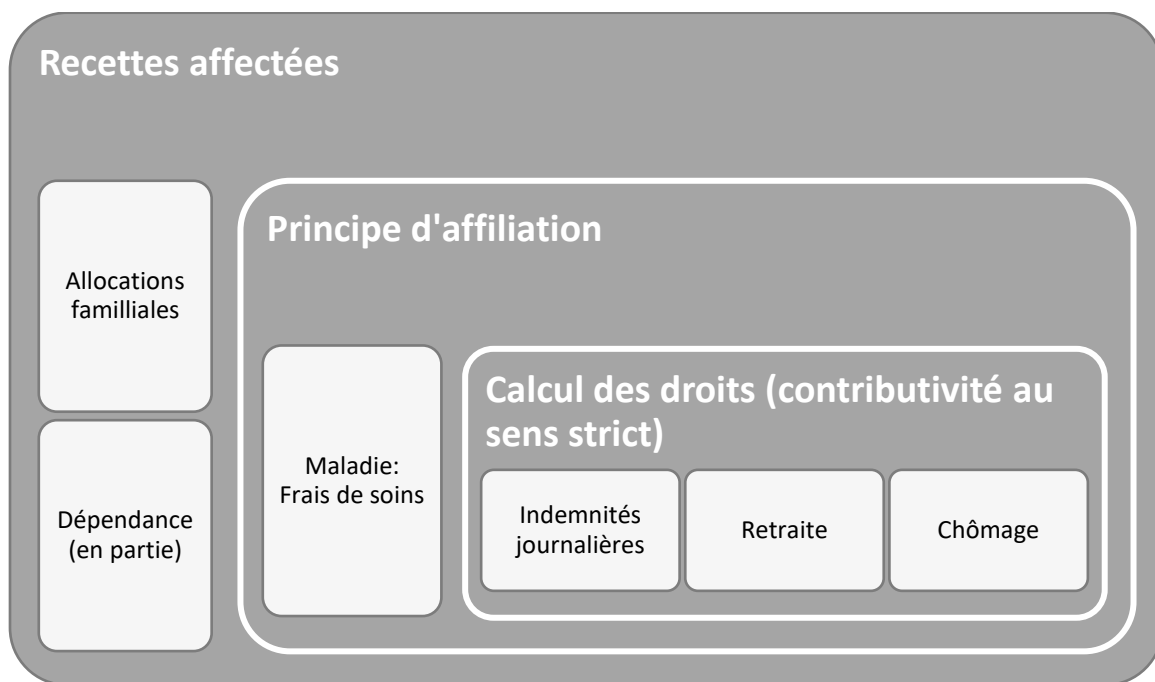 Recettes affectées
Allocations
familliales
Dépendance
(en partie)
Principe d'affiliation
Maladie:
Frais de soins
Calcul des droits (contributivité au
sens strict)
Indemnités
journalières
Retraite
Chômage